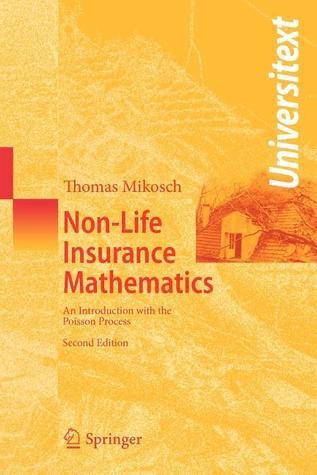 Universitext
Thomas Mikosch
Non-Life
Insurance
Mathematics
An Introduction with the
Poisson Process
Second Edition
Springer